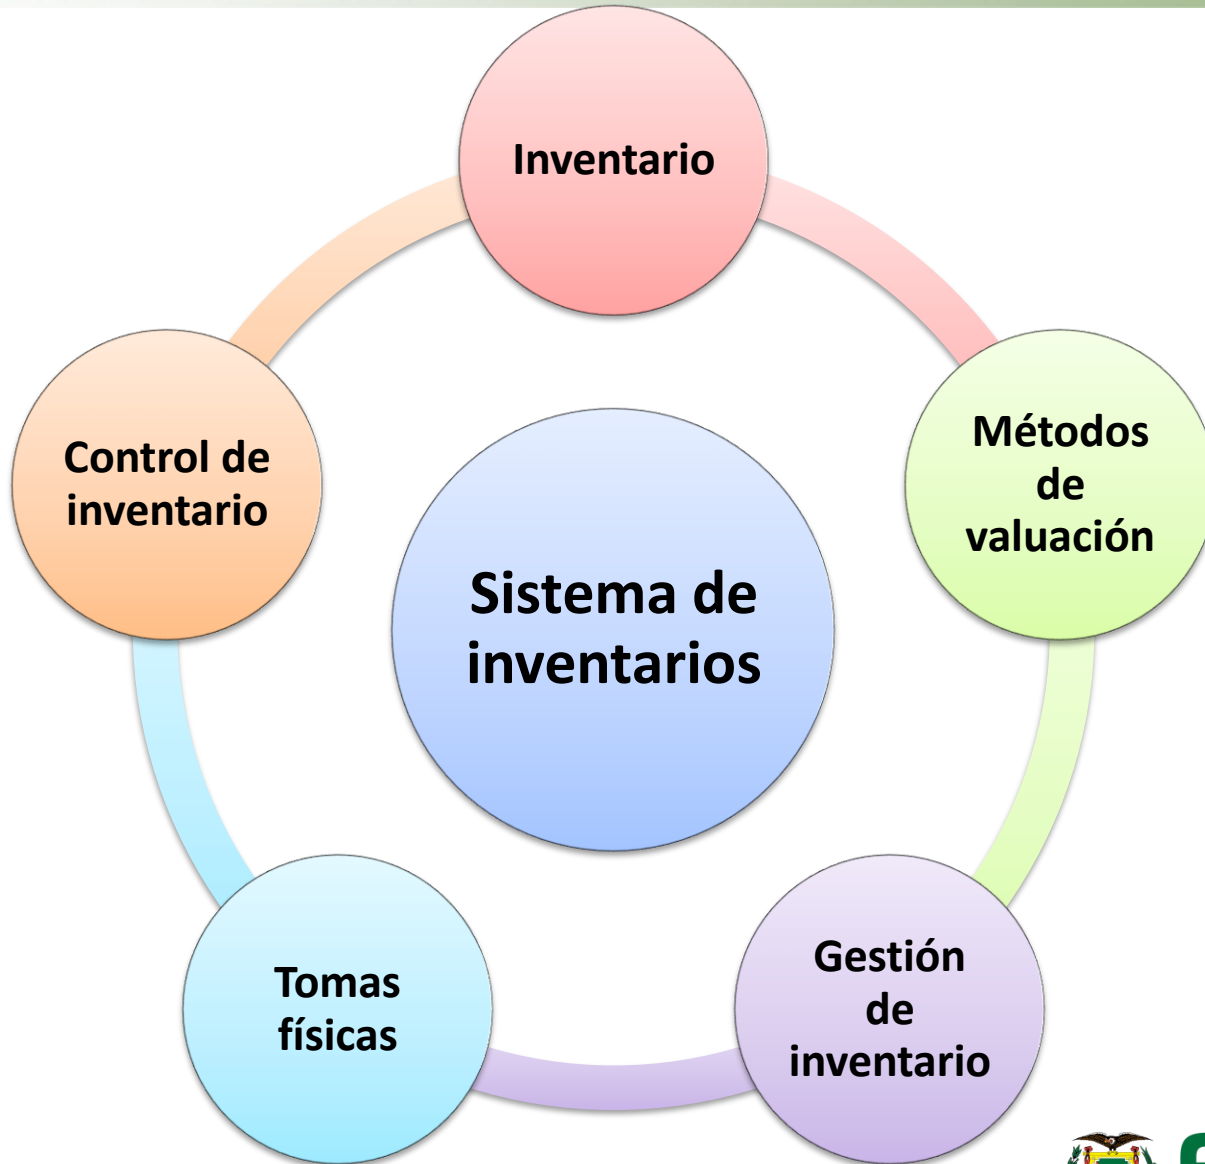 Inventario
Métodos
de
valuación
Control de
inventario
Sistema de
inventarios
Gestión
de
inventario
Tomas
físicas